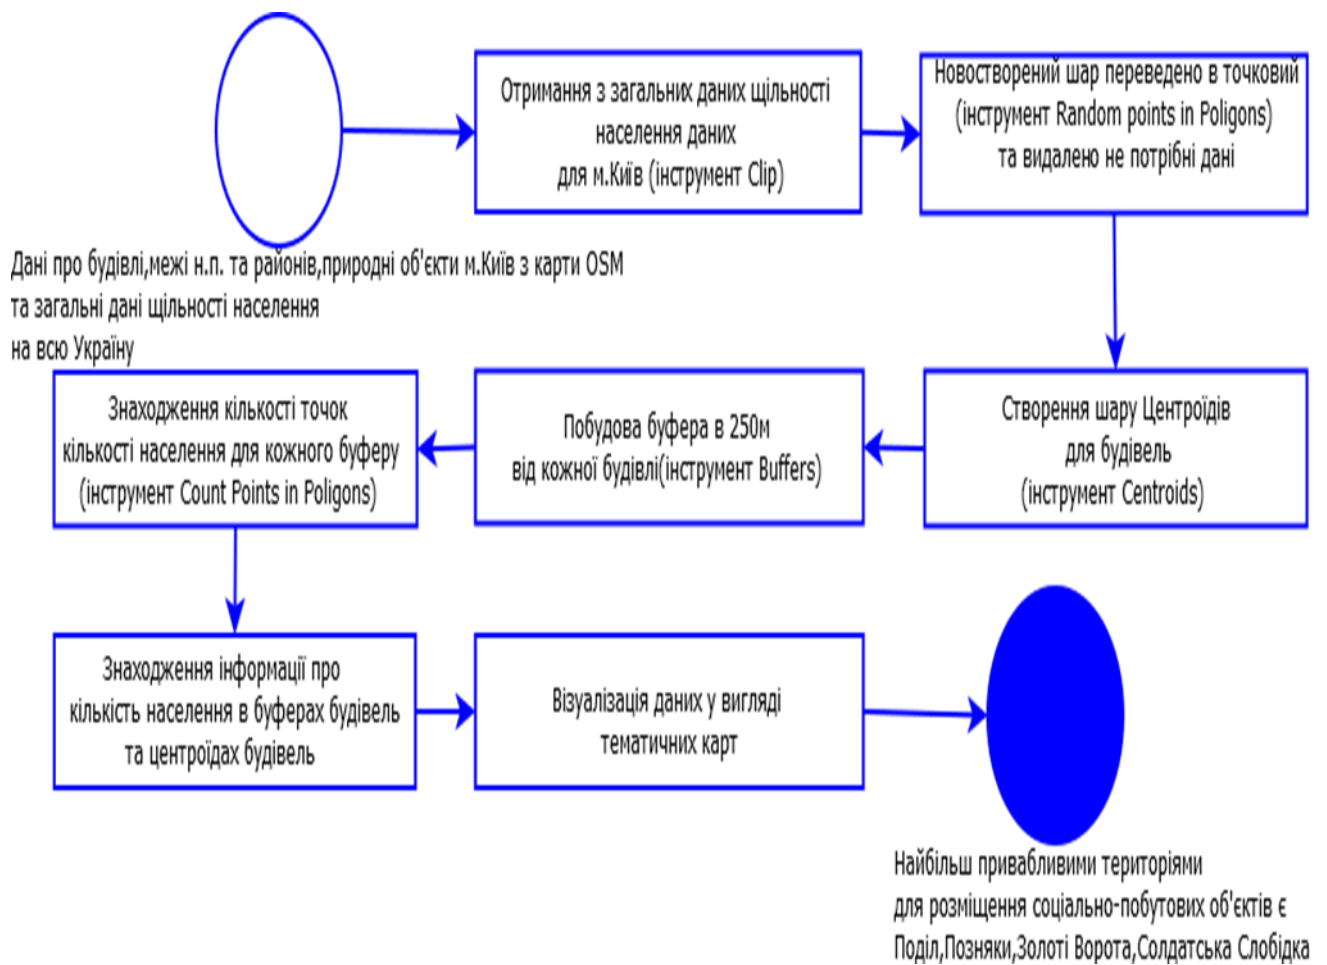 Отримання з загальних даних щільності
населення даних
для м.Київ (інструмент Clip)
Новостворений шар переведено в точковий
(інструмент Random points in Poligons)
та видалено не потрібні дані
Дані про будівлі,межі н.п. та районів,природні об'єкти м.Київ з карти OSM
та загальні дані щільності населення
на всю Україну
Створення шару Центроїдів
для будівель
(інструмент Centroids)
Побудова буфера в 250м
від кожної будівлі(інструмент Buffers)
Знаходження кількості точок
кількості населення для кожного буферу
(інструмент Count Points in Poligons)
Знаходження інформації про
кількість населення в буферах будівель
та центроїдах будівель
Візуалізація даних у вигляді
тематичних карт
Найбільш привабливими територіями
для розміщення соціально-побутових об'єктів є
Поділ,Позняки,Золоті Ворота,Солдатська Слобідка